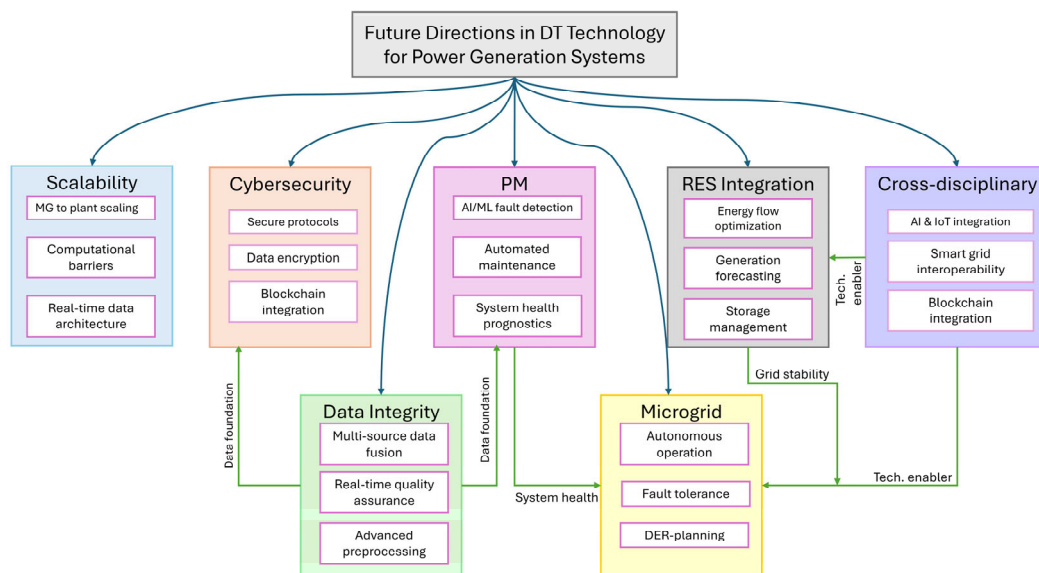 Future Directions in DT Technology
for Power Generation Systems
Scalability
MG to plant scaling
Computational
barriers
Real-time data
architecture
Cybersecurity
Secure protocols
Data encryption
Blockchain
integration
PM
AI/ML fault detection
Automated
maintenance
System health
prognostics
RES Integration
Energy flow
optimization
Generation
forecasting
Storage
management
Cross-disciplinary
AI & IoT integration
Smart grid
interoperability
Blockchain
integration
Tech.
enabler
Grid stability
Data foundation
Data Integrity
Multi-source data
fusion
Real-time quality
assurance
Advanced
preprocessing
Data foundation
System health
Microgrid
Autonomous
operation
Fault tolerance
DER-planning
Tech. enabler